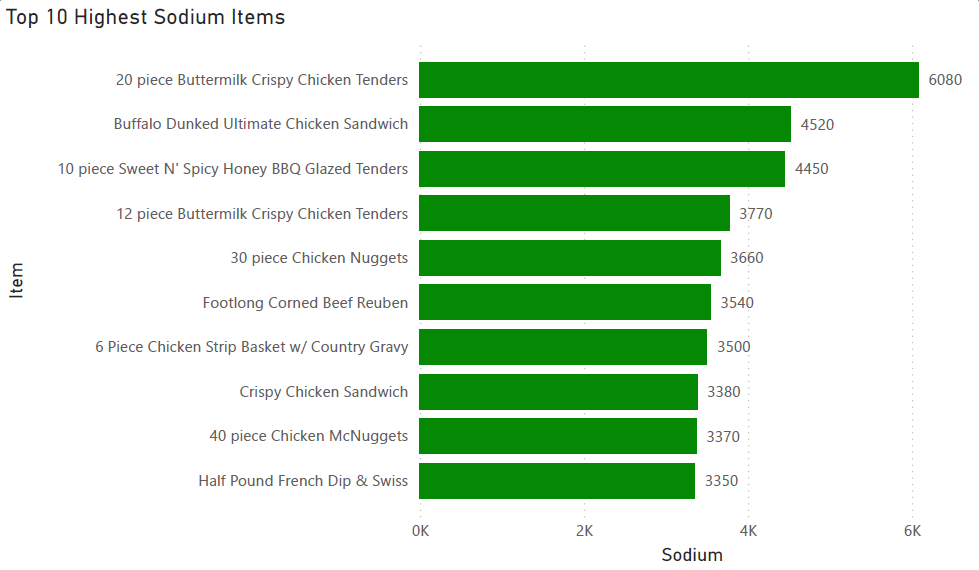 Top 10 Highest Sodium Items
Item
20 piece Buttermilk Crispy Chicken Tenders 6080
Buffalo Dunked Ultimate Chicken Sandwich 4520
10 piece Sweet N' Spicy Honey BBQ Glazed Tenders 4450
12 piece Buttermilk Crispy Chicken Tenders 3770
30 piece Chicken Nuggets 3660
Footlong Corned Beef Reuben 3540
6 Piece Chicken Strip Basket w/ Country Gravy 3500
Crispy Chicken Sandwich 3380
40 piece Chicken McNuggets 3370
Half Pound French Dip & Swiss 3350
0K 2K 4K 6K
Sodium